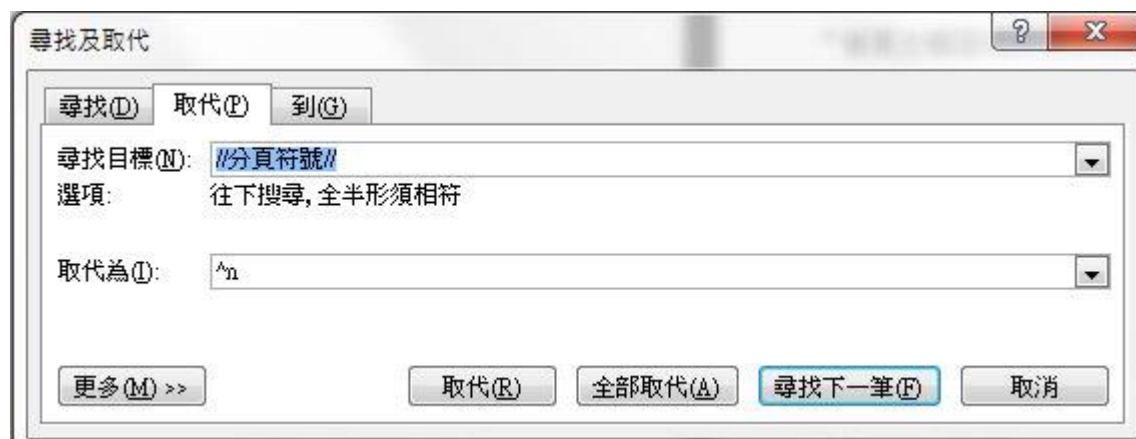 尋找及取代
尋找(D) 取代(P) 到(G)
尋找目標(N): //分頁符號//
選項: 往下搜尋, 全半形須相符
取代為(I): ^n
更多(M) >> 取代(R) 全部取代(A) 尋找下一筆(F) 取消